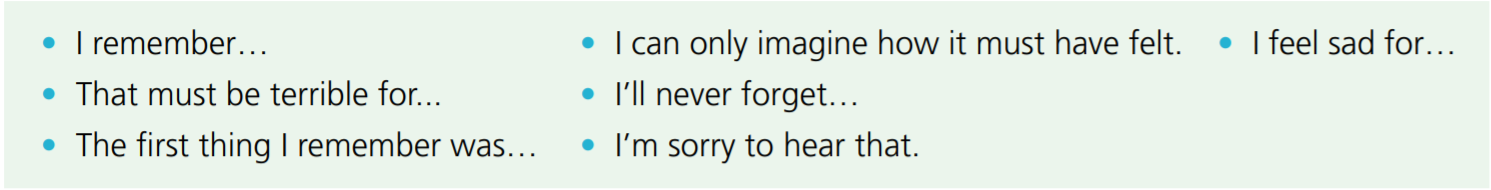 • I remember…
• That must be terrible for...
• The first thing I remember was…
• I can only imagine how it must have felt.
• I’ll never forget…
• I’m sorry to hear that.
• I feel sad for…